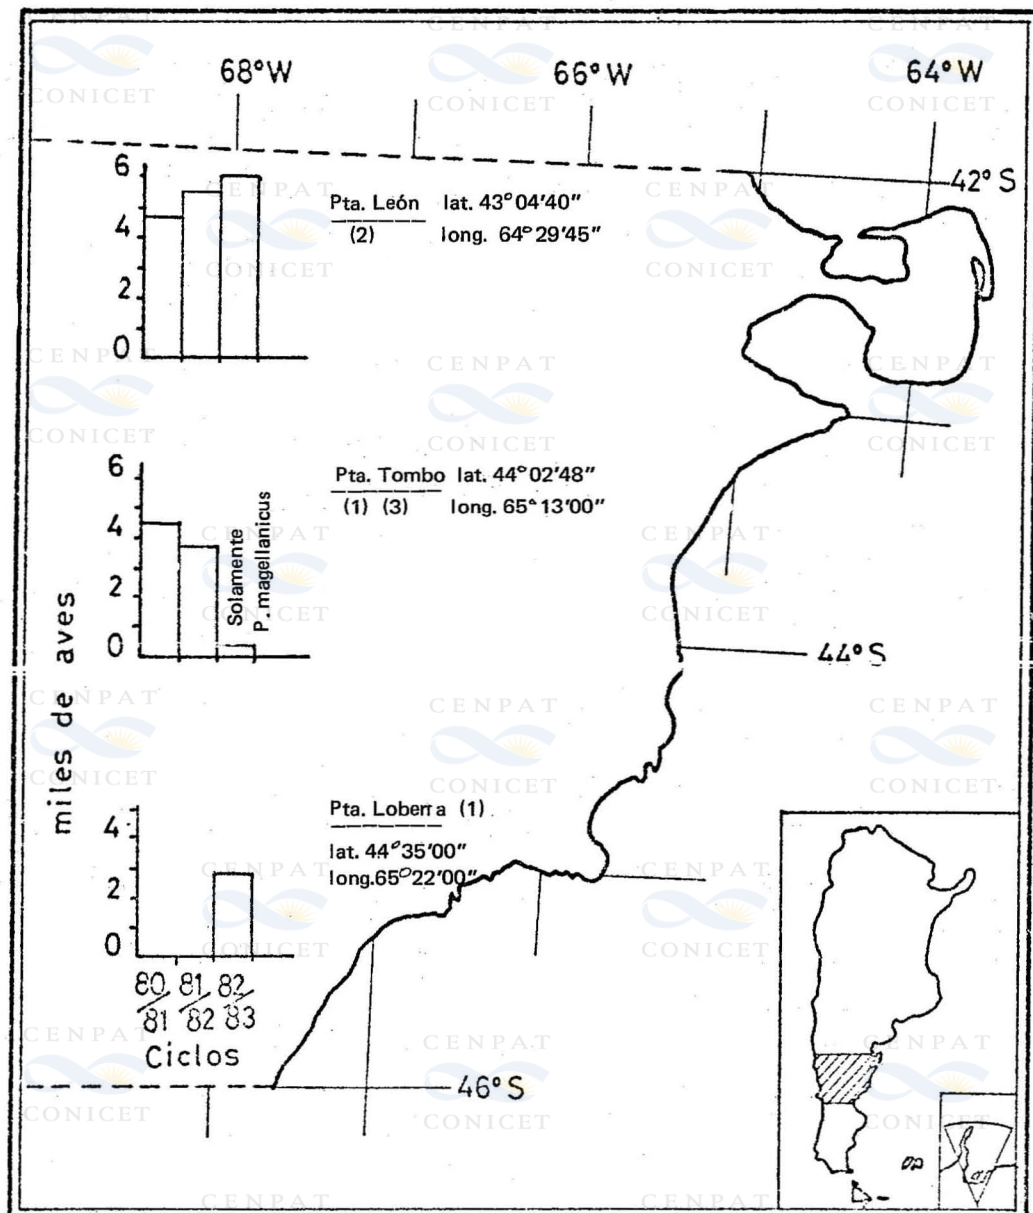 68°W 66°W 64°W
42°S
6
4
2
0
Pta. León lat. 43°04'40"
(2) long. 64°29'45"
6
4
2
0
Solamente
P. magellanicus
Pta. Tombo lat. 44°02'48"
(1) (3) long. 65°13'00"
44°S
miles de aves
4
2
0
Pta. Loberra (1)
lat. 44°35'00"
long.65°22'00"
80/81 81/82 82/83
Ciclos
46°S
CENPAT
CONICET